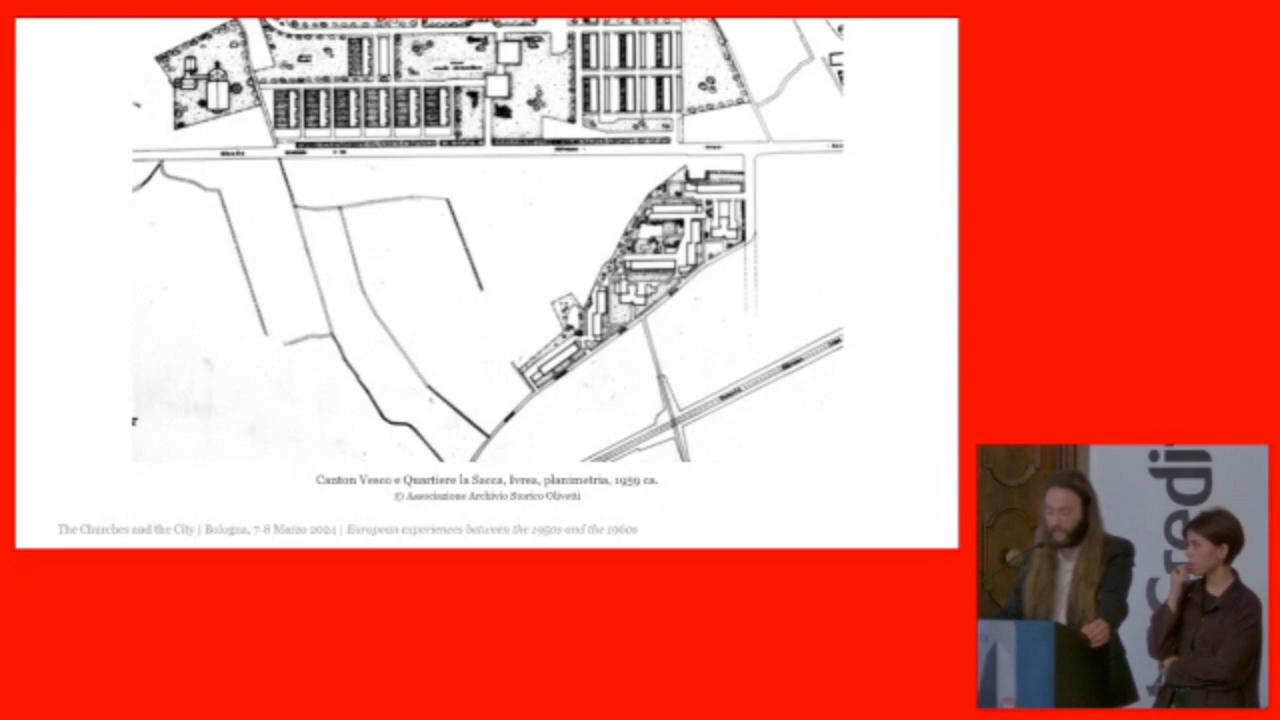 Canton Vesco e Quartiere la Sacca, Ivrea, planimetria, 1959 ca.
© Associazione Archivio Storico Olivetti
The Churches and the City | Bologna, 7-8 Marzo 2024 | European experiences between the 1950s and the 1960s
Credi